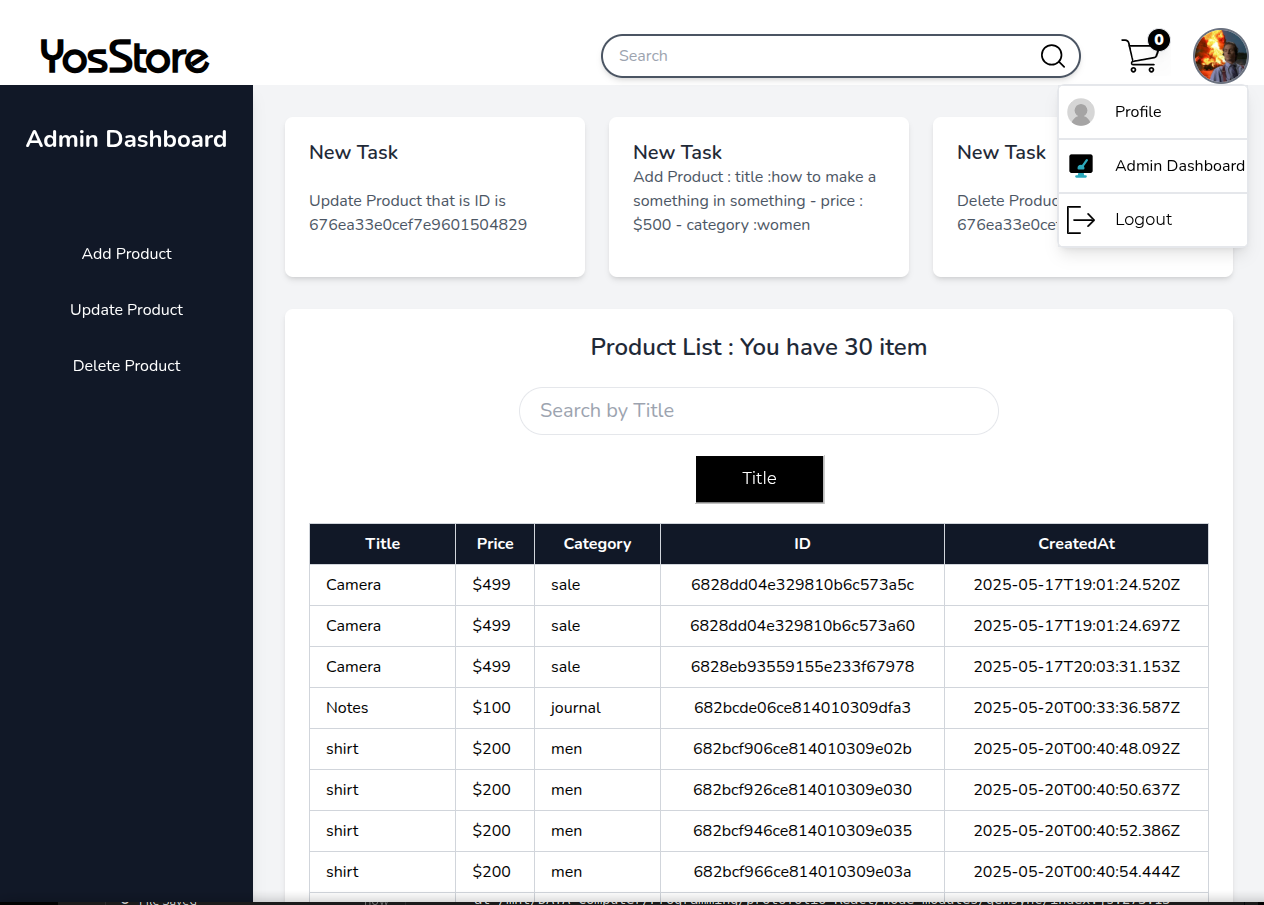 YosStore
Search
0
Profile
Admin Dashboard
Logout
Admin Dashboard
Add Product
Update Product
Delete Product
New Task
Update Product that is ID is
676ea33e0cef7e9601504829
New Task
Add Product : title :how to make a
something in something - price :
$500 - category :women
New Task
Delete
676ea33e0ce
Product List : You have 30 item
Search by Title
Title
Title Price Category ID CreatedAt
Camera $499 sale 6828dd04e329810b6c573a5c 2025-05-17T19:01:24.520Z
Camera $499 sale 6828dd04e329810b6c573a60 2025-05-17T19:01:24.697Z
Camera $499 sale 6828eb93559155e233f67978 2025-05-17T20:03:31.153Z
Notes $100 journal 682bcde06ce814010309dfa3 2025-05-20T00:33:36.587Z
shirt $200 men 682bcf906ce814010309e02b 2025-05-20T00:40:48.092Z
shirt $200 men 682bcf926ce814010309e030 2025-05-20T00:40:50.637Z
shirt $200 men 682bcf946ce814010309e035 2025-05-20T00:40:52.386Z
shirt $200 men 682bcf966ce814010309e03a 2025-05-20T00:40:54.444Z